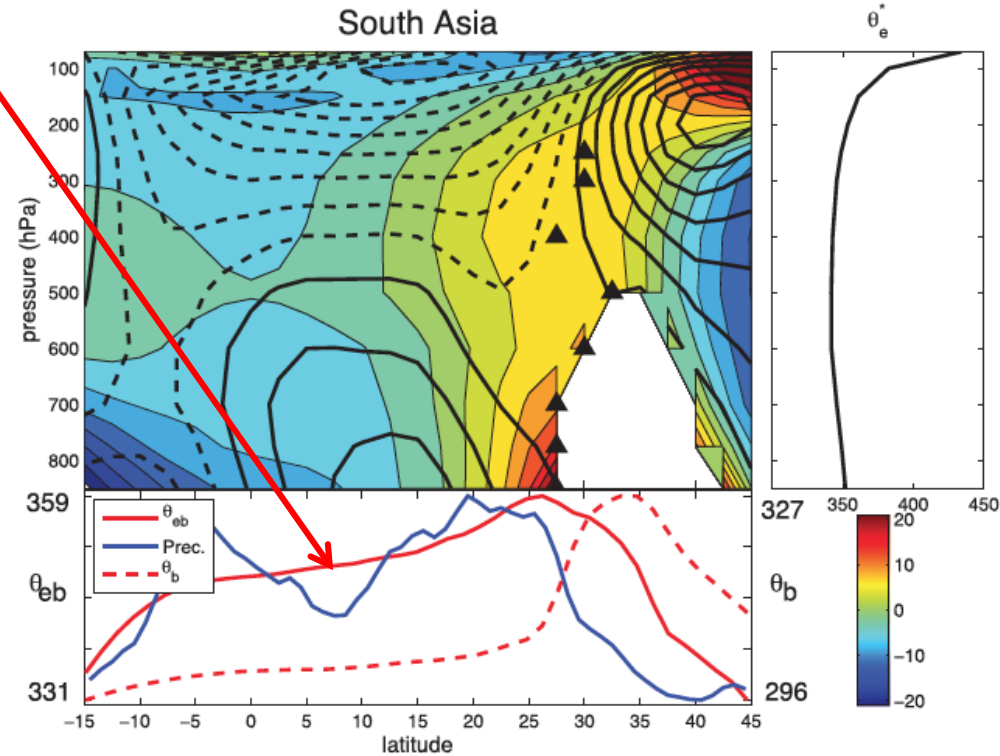 South Asia
θ*e
pressure (hPa)
100
200
300
400
500
600
700
800
350 400 450
359
θeb
331
θeb
Prec.
θb
327
θb
296
20
10
0
−10
−20
−15 −10 −5 0 5 10 15 20 25 30 35 40 45
latitude